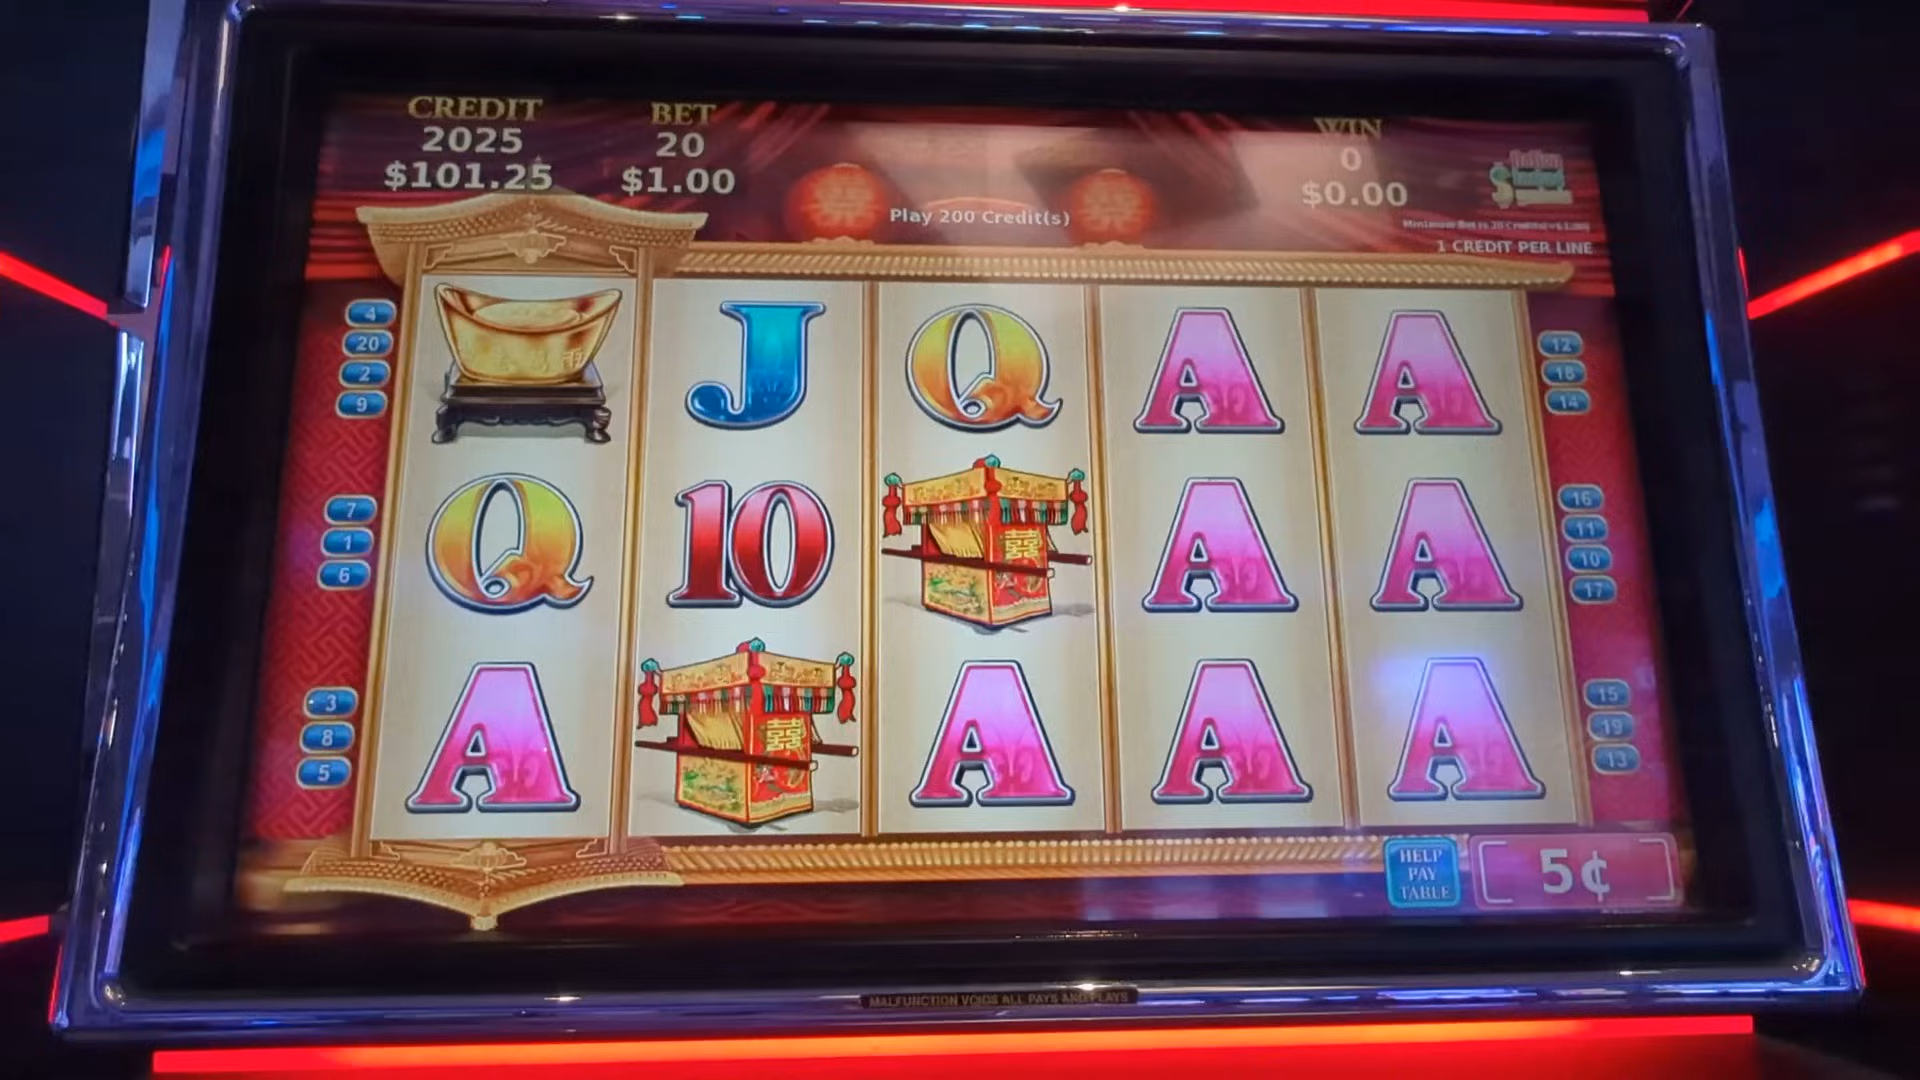 CREDIT
2025
$101.25
BET
20
$1.00
WIN
0
$0.00
Play 200 Credit(s)
1 CREDIT PER LINE
4
20
2
9
7
1
6
3
8
5
J
Q
A
A
Q
10
囍
A
A
A
囍
A
A
A
12
18
14
16
11
10
17
15
19
13
HELP
PAY
TABLE
5¢
MALFUNCTION VOIDS ALL PAYS AND PLAYS